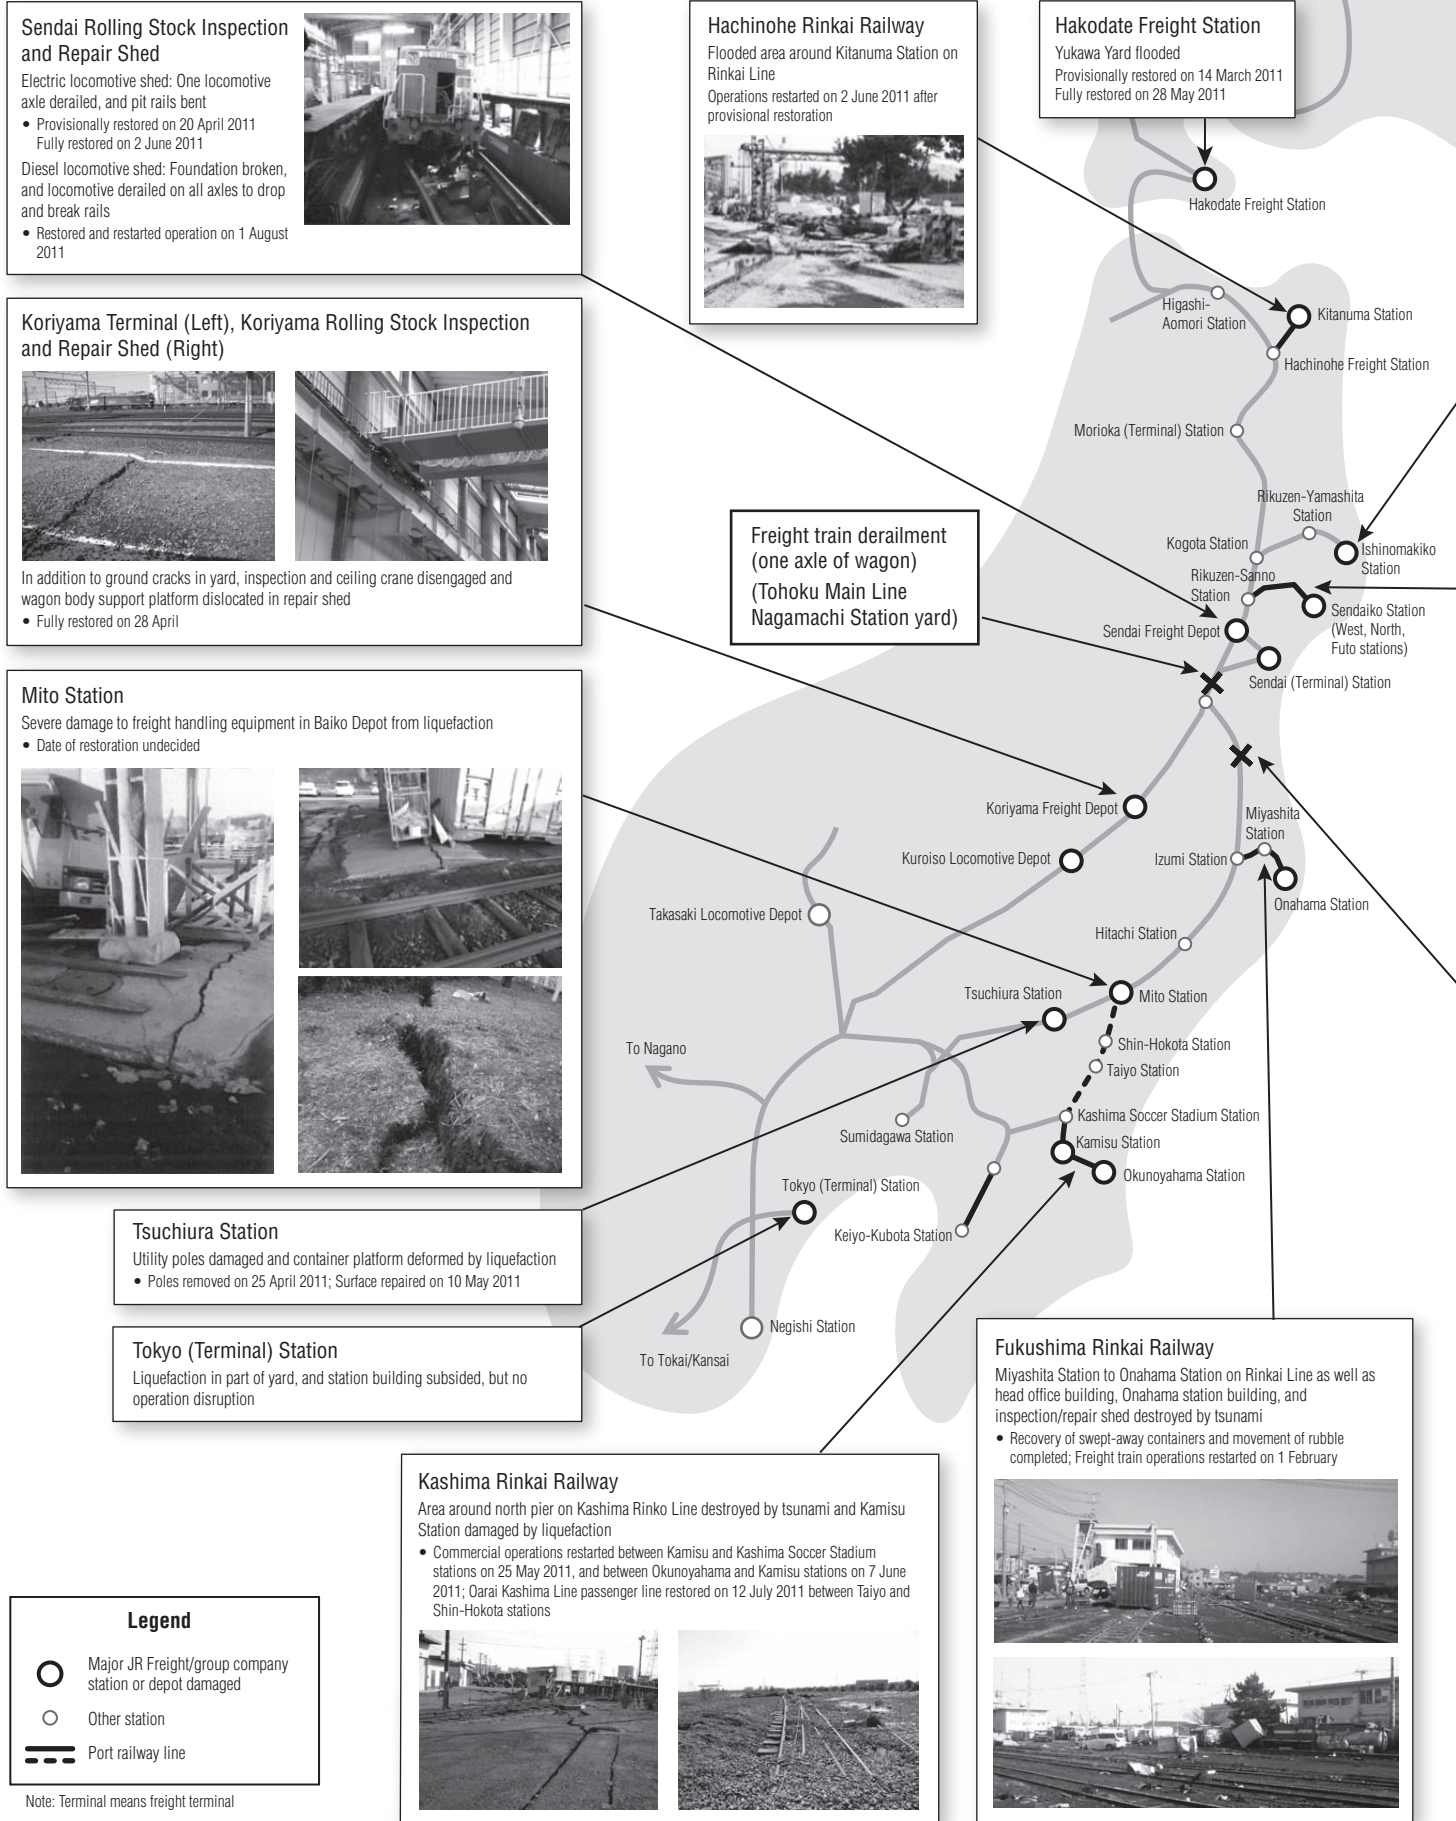 Sendai Rolling Stock Inspection
and Repair Shed
Electric locomotive shed: One locomotive
axle derailed, and pit rails bent
• Provisionally restored on 20 April 2011
Fully restored on 2 June 2011
Diesel locomotive shed: Foundation broken,
and locomotive derailed on all axles to drop
and break rails
• Restored and restarted operation on 1 August
2011
Hachinohe Rinkai Railway
Flooded area around Kitanuma Station on
Rinkai Line
Operations restarted on 2 June 2011 after
provisional restoration
Hakodate Freight Station
Yukawa Yard flooded
Provisionally restored on 14 March 2011
Fully restored on 28 May 2011
Koriyama Terminal (Left), Koriyama Rolling Stock Inspection
and Repair Shed (Right)
In addition to ground cracks in yard, inspection and ceiling crane disengaged and
wagon body support platform dislocated in repair shed
• Fully restored on 28 April
Freight train derailment
(one axle of wagon)
(Tohoku Main Line
Nagamachi Station yard)
Mito Station
Severe damage to freight handling equipment in Baiko Depot from liquefaction
• Date of restoration undecided
Hakodate Freight Station
Higashi-
Aomori Station
Kitanuma Station
Hachinohe Freight Station
Morioka (Terminal) Station
Rikuzen-Yamashita
Station
Kogota Station
Ishinomakiko
Station
Rikuzen-Sanno
Station
Sendaiko Station
(West, North,
Futo stations)
Sendai Freight Depot
Sendai (Terminal) Station
Koriyama Freight Depot
Miyashita
Station
Kuroiso Locomotive Depot
Izumi Station
Onahama Station
Takasaki Locomotive Depot
Hitachi Station
Tsuchiura Station
Mito Station
To Nagano
Shin-Hokota Station
Taiyo Station
Kashima Soccer Stadium Station
Sumidagawa Station
Kamisu Station
Okunoyahama Station
Tokyo (Terminal) Station
Keiyo-Kubota Station
Negishi Station
To Tokai/Kansai
Tsuchiura Station
Utility poles damaged and container platform deformed by liquefaction
• Poles removed on 25 April 2011; Surface repaired on 10 May 2011
Tokyo (Terminal) Station
Liquefaction in part of yard, and station building subsided, but no
operation disruption
Kashima Rinkai Railway
Area around north pier on Kashima Rinko Line destroyed by tsunami and Kamisu
Station damaged by liquefaction
• Commercial operations restarted between Kamisu and Kashima Soccer Stadium
stations on 25 May 2011, and between Okunoyahama and Kamisu stations on 7 June
2011; Oarai Kashima Line passenger line restored on 12 July 2011 between Taiyo and
Shin-Hokota stations
Fukushima Rinkai Railway
Miyashita Station to Onahama Station on Rinkai Line as well as
head office building, Onahama station building, and
inspection/repair shed destroyed by tsunami
• Recovery of swept-away containers and movement of rubble
completed; Freight train operations restarted on 1 February
Legend
Major JR Freight/group company
station or depot damaged
Other station
Port railway line
Note: Terminal means freight terminal